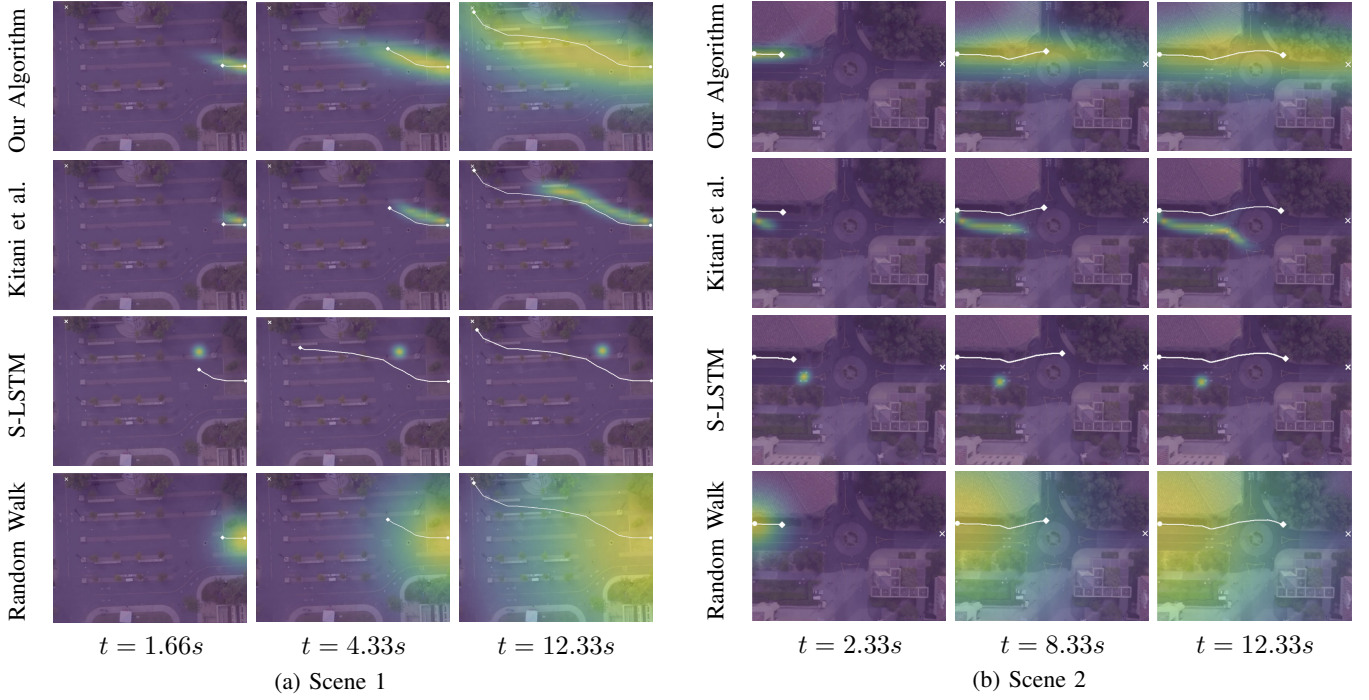 Our Algorithm
Kitani et al.
S-LSTM
Random Walk
t = 1.66s
t = 4.33s
t = 12.33s
(a) Scene 1
Our Algorithm
Kitani et al.
S-LSTM
Random Walk
t = 2.33s
t = 8.33s
t = 12.33s
(b) Scene 2